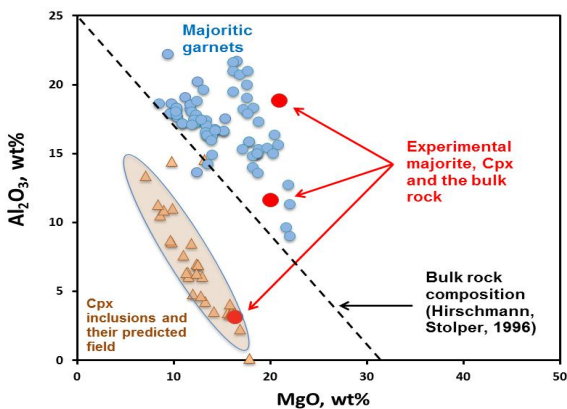 25
20
15
10
5
0
0
10
20
30
40
50
Al₂O₃, wt%
MgO, wt%
Majoritic
garnets
Experimental
majorite, Cpx
and the bulk
rock
Bulk rock
composition
(Hirschmann,
Stolper, 1996)
Cpx
inclusions and
their predicted
field